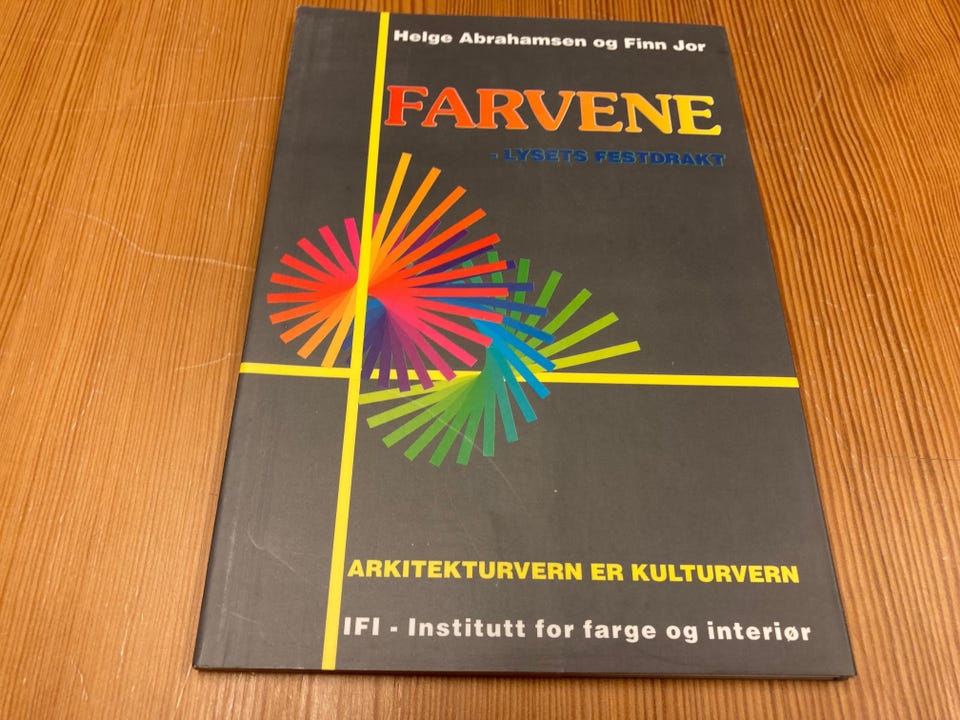 Helge Abrahamsen og Finn Jor
FARVENE
- LYSETS FESTDRAKT
ARKITEKTURVERN ER KULTURVERN
IFI - Institutt for farge og interiør